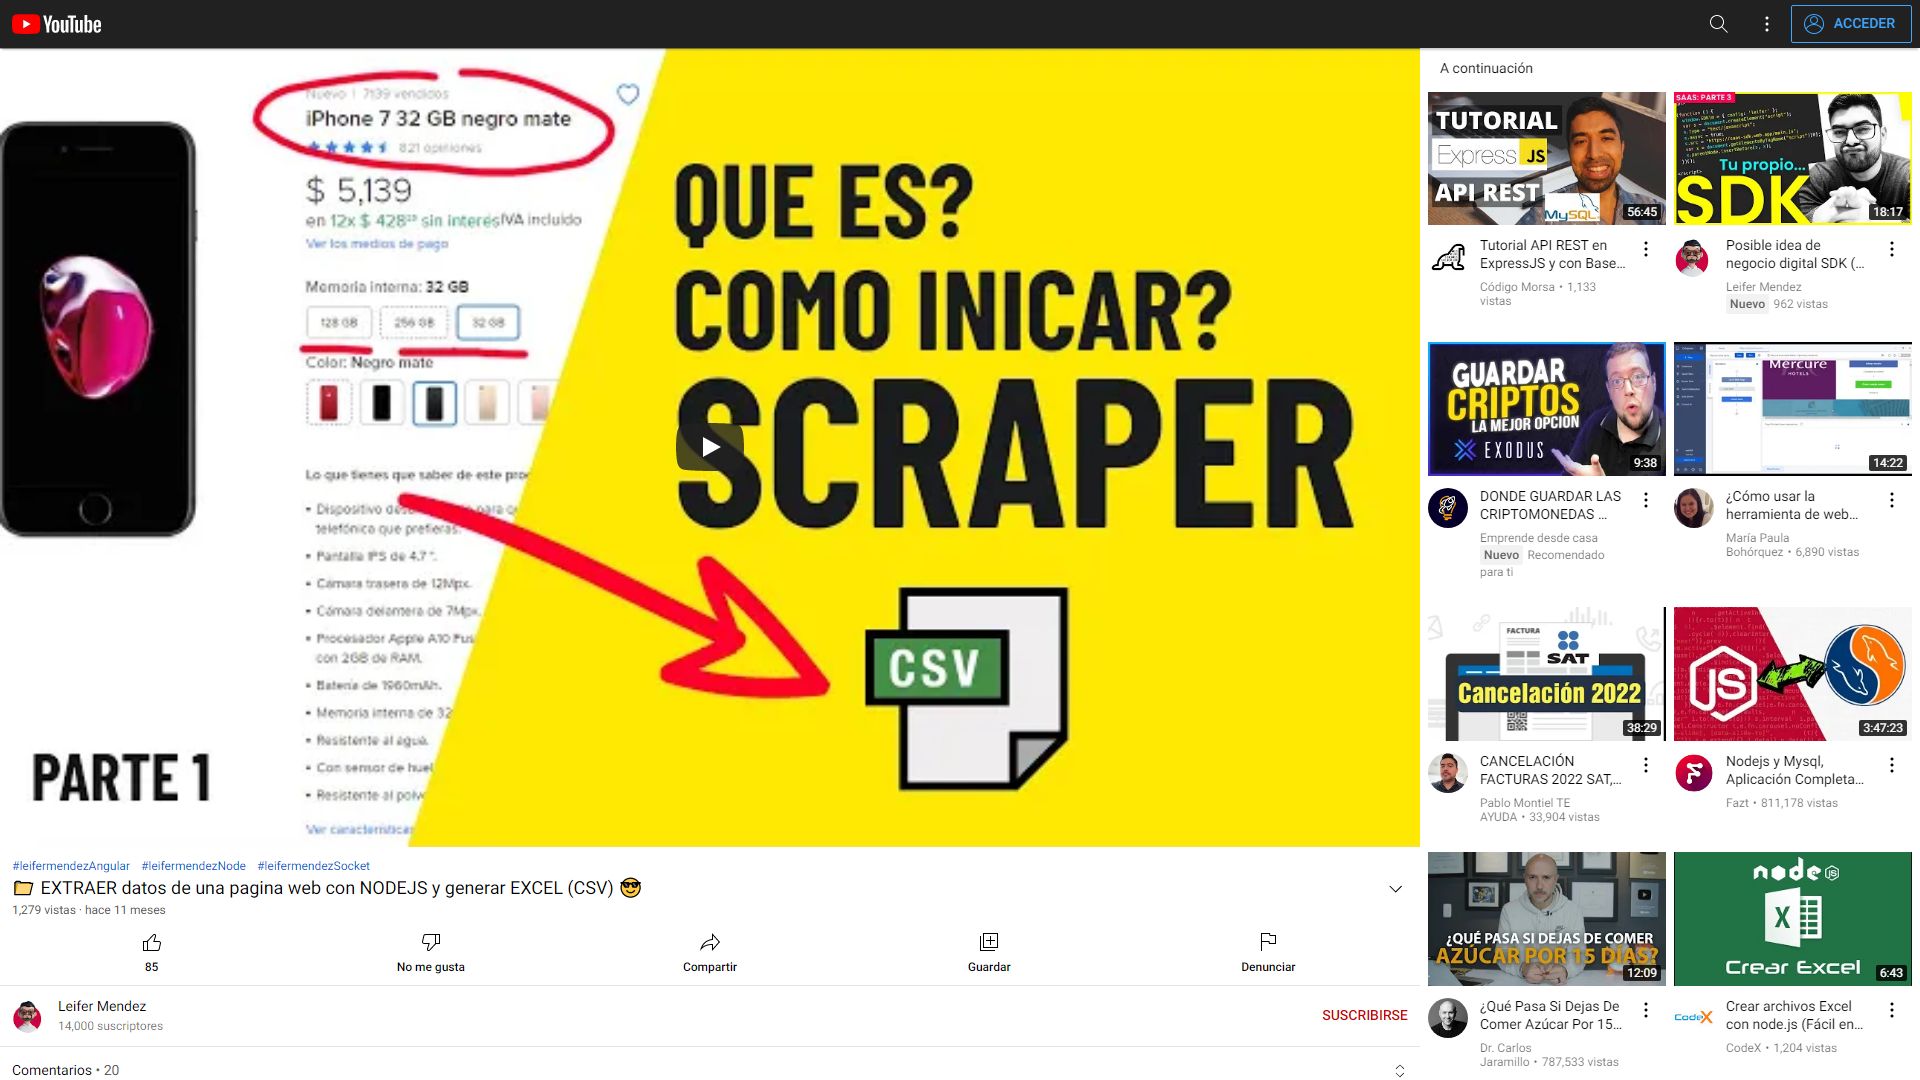 YouTube
ACCEDER
Nuevo | 7139 vendidos
iPhone 7 32 GB negro mate
821 opiniones
$ 5,139
en 12x $ 428²⁵ sin interés IVA incluido
Ver los medios de pago
Memoria interna: 32 GB
128 GB
256 GB
32 GB
Color: Negro mate
Lo que tienes que saber de este pro
• Dispositivo des para
telefónica que prefieras.
• Pantalla IPS de 4.7".
• Cámara trasera de 12Mpx.
• Cámara delantera de 7Mpx.
• Procesador Apple A10 Fus
con 2GB de RAM.
• Batería de 1960mAh.
• Memoria interna de 32
• Resistente al agua.
• Con sensor de huel
• Resistente al polvo
Ver característica
PARTE 1
QUE ES?
COMO INICAR?
SCRAPER
CSV
#leifermendezAngular #leifermendezNode #leifermendezSocket
📂 EXTRAER datos de una pagina web con NODEJS y generar EXCEL (CSV) 😎
1,279 vistas · hace 11 meses
85
No me gusta
Compartir
Guardar
Denunciar
Leifer Mendez
14,000 suscriptores
SUSCRIBIRSE
Comentarios • 20
A continuación
TUTORIAL
Express JS
API REST
MySQL
56:45
Tutorial API REST en
ExpressJS y con Base...
Código Morsa • 1,133
vistas
SAAS: PARTE 3
Tu propio...
SDK
18:17
Posible idea de
negocio digital SDK (...
Leifer Mendez
Nuevo 962 vistas
GUARDAR
CRIPTOS
LA MEJOR OPCION
EXODUS
9:38
DONDE GUARDAR LAS
CRIPTOMONEDAS ...
Emprende desde casa
Nuevo Recomendado
para ti
Mercure
HOTELS
14:22
¿Cómo usar la
herramienta de web...
María Paula
Bohórquez • 6,890 vistas
FACTURA
SAT
Cancelación 2022
38:29
CANCELACIÓN
FACTURAS 2022 SAT,...
Pablo Montiel TE
AYUDA • 33,904 vistas
JS
3:47:23
Nodejs y Mysql,
Aplicación Completa...
Fazt • 811,178 vistas
¿QUÉ PASA SI DEJAS DE COMER
AZÚCAR POR 15 DÍAS?
12:09
¿Qué Pasa Si Dejas De
Comer Azúcar Por 15...
Dr. Carlos
Jaramillo • 787,533 vistas
node JS
X
Crear Excel
6:43
CodeX
Crear archivos Excel
con node.js (Fácil en...
CodeX • 1,204 vistas